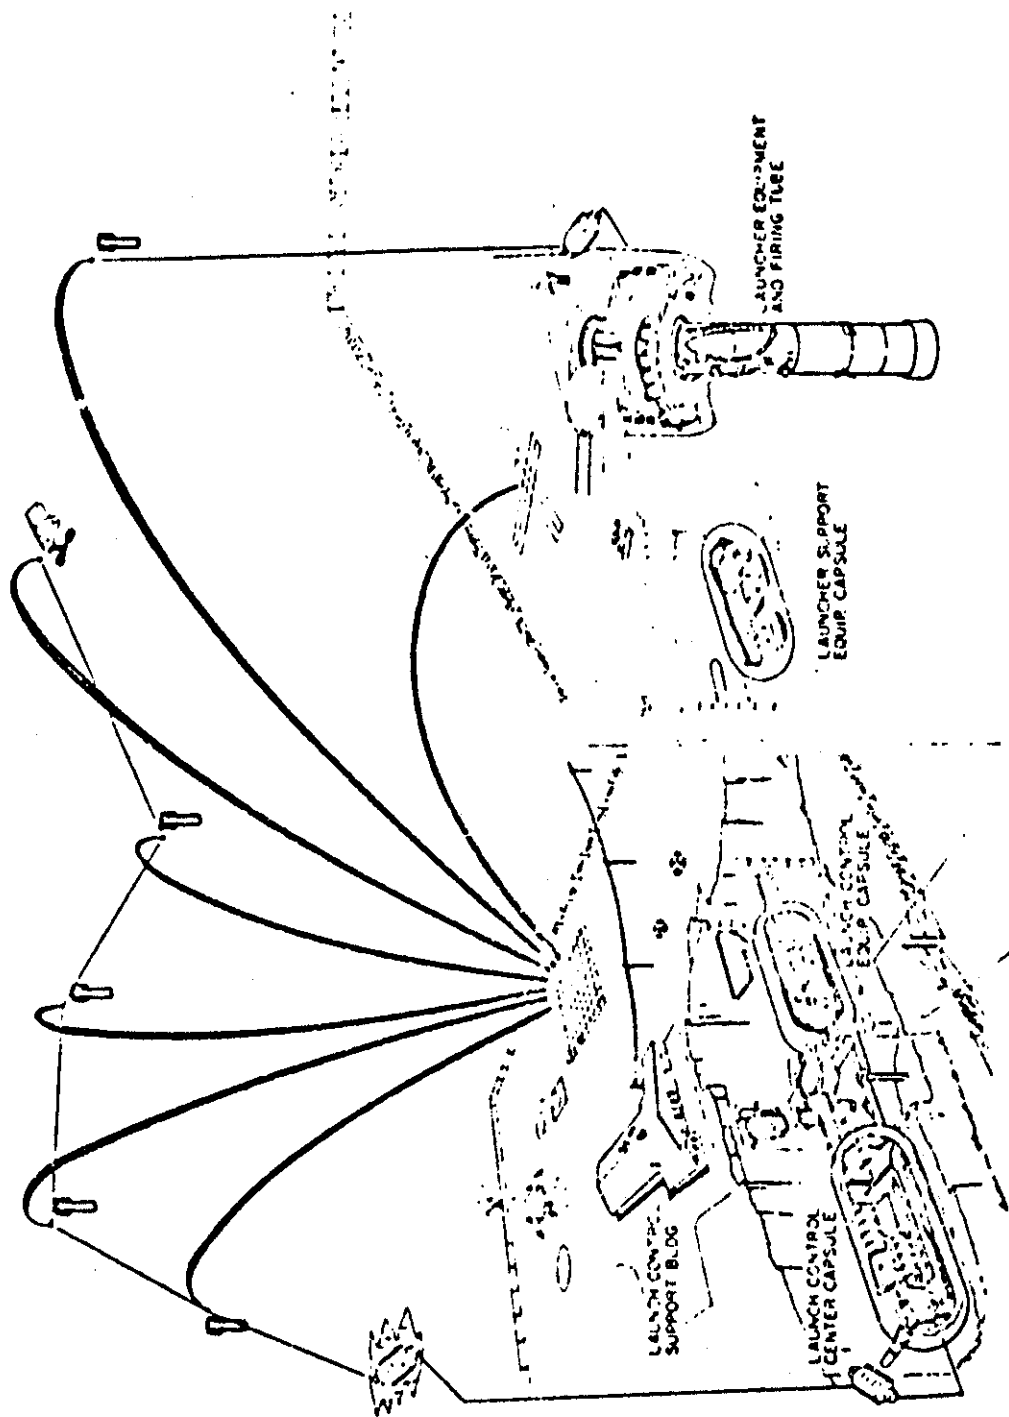 LAUNCHER EQUIPMENT
AND FIRING TUBE
LAUNCHER SUPPORT
EQUIP. CAPSULE
LAUNCH CONTROL
EQUIP CAPSULE
LAUNCH CONTROL
SUPPORT BLDG
LAUNCH CONTROL
CENTER CAPSULE